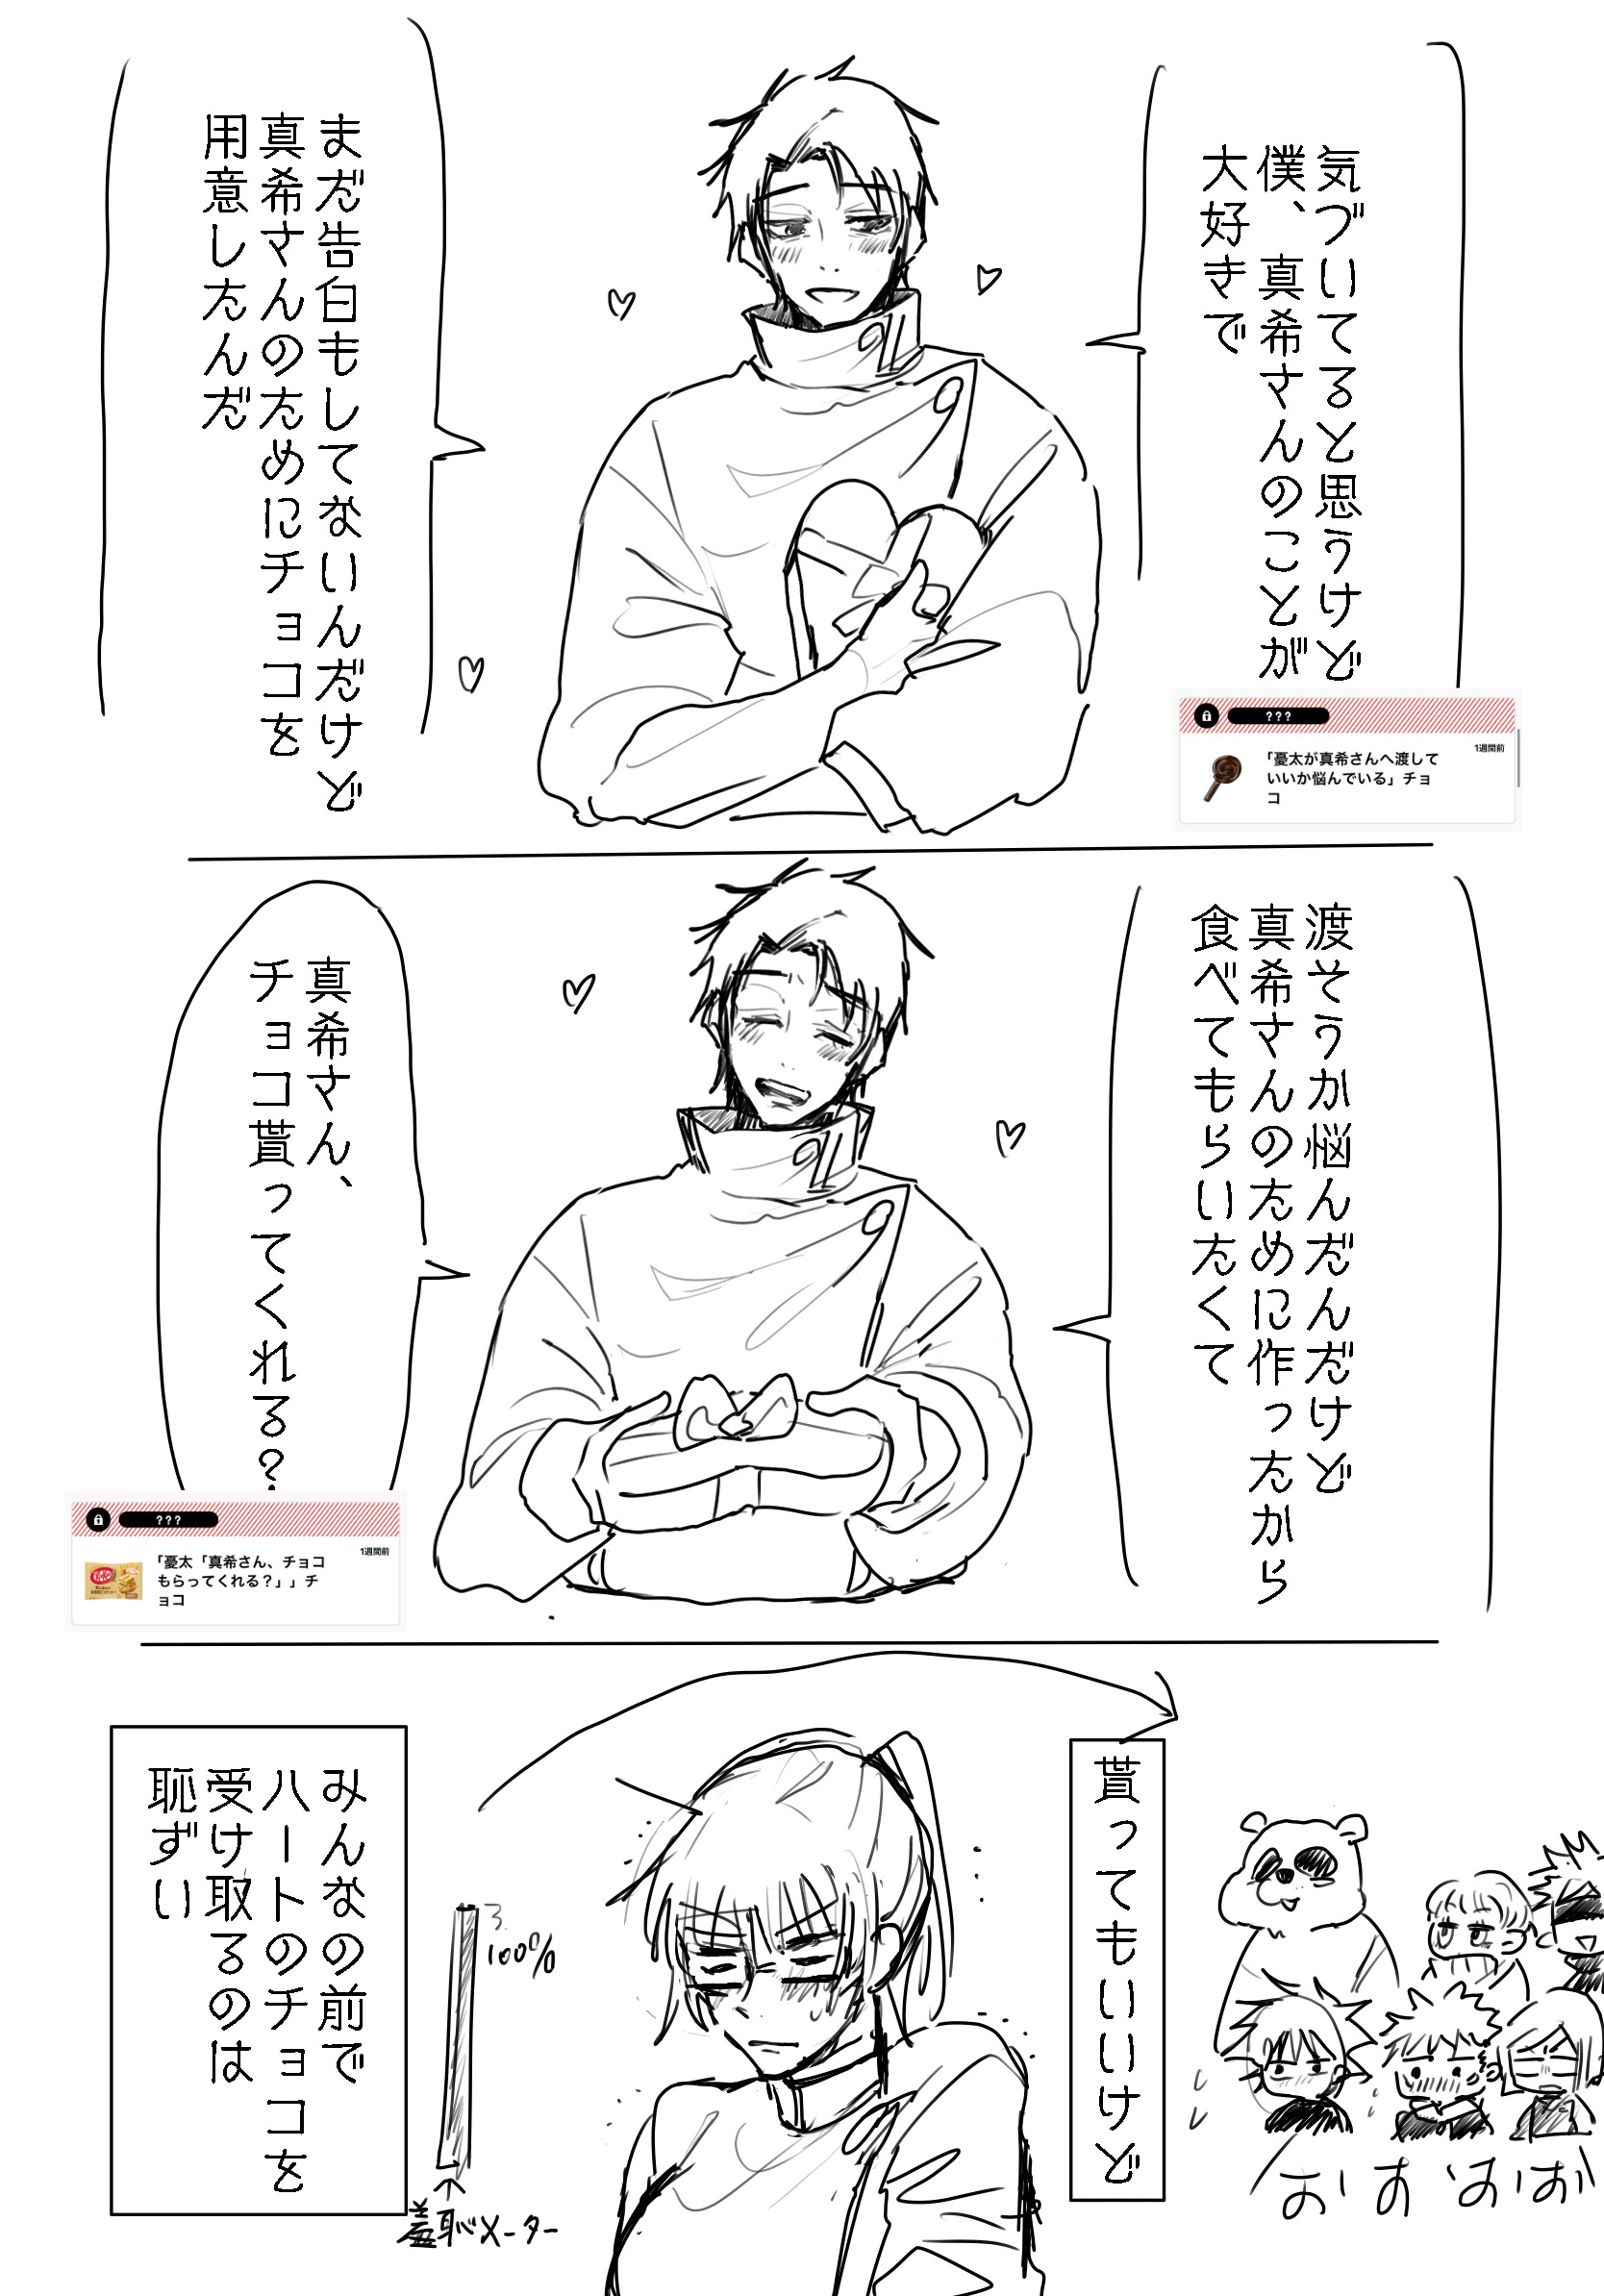 気づいてると思うけど
僕、真希さんのことが
大好きで
まだ告白もしてないんだけど
真希さんのためにチョコを
用意したんだ
???
1週間前
「憂太が真希さんへ渡して
いいか悩んでいる」チョ
コ
渡そうか悩んだんだけど
真希さんのために作ったから
食べてもらいたくて
真希さん、
チョコ貰ってくれる?
???
1週間前
KitKat
「憂太「真希さん、チョコ
もらってくれる?」」チ
ョコ
おおおお
貰ってもいいけど
100%
羞恥メーター
みんなの前で
ハートのチョコを
受け取るのは
恥ずい